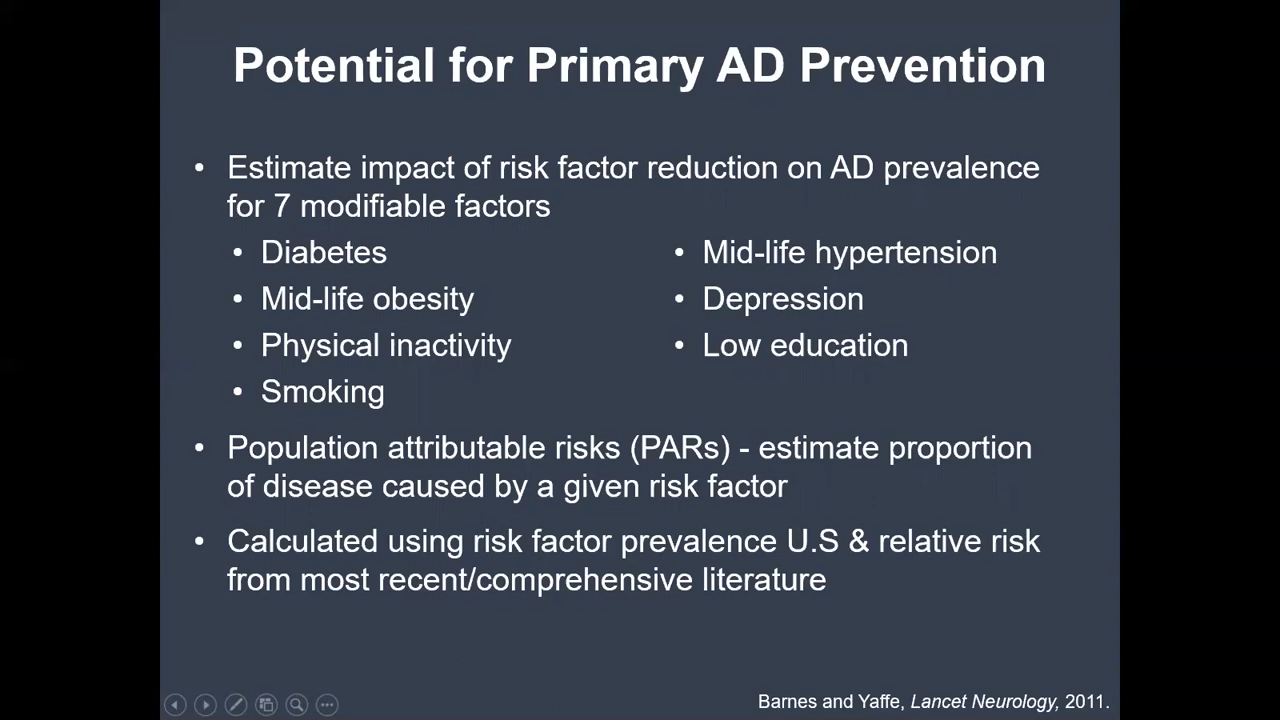 Potential for Primary AD Prevention
• Estimate impact of risk factor reduction on AD prevalence
for 7 modifiable factors
• Diabetes
• Mid-life obesity
• Physical inactivity
• Smoking
• Mid-life hypertension
• Depression
• Low education
• Population attributable risks (PARs) - estimate proportion
of disease caused by a given risk factor
• Calculated using risk factor prevalence U.S & relative risk
from most recent/comprehensive literature
Barnes and Yaffe, Lancet Neurology, 2011.